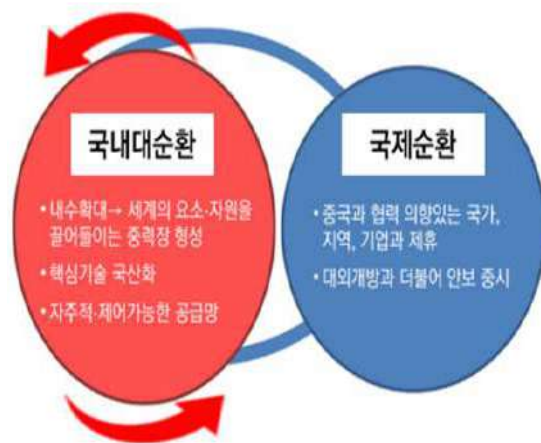 국내대순환
• 내수확대→ 세계의 요소·자원을
끌어들이는 중력장 형성
• 핵심기술 국산화
• 자주적·제어가능한 공급망
국제순환
• 중국과 협력 의향있는 국가,
지역, 기업과 제휴
• 대외개방과 더불어 안보 중시